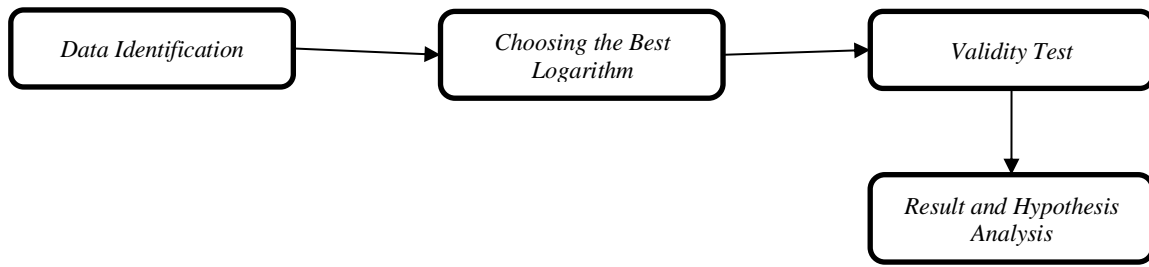 Data Identification
Choosing the Best
Logarithm
Validity Test
Result and Hypothesis
Analysis